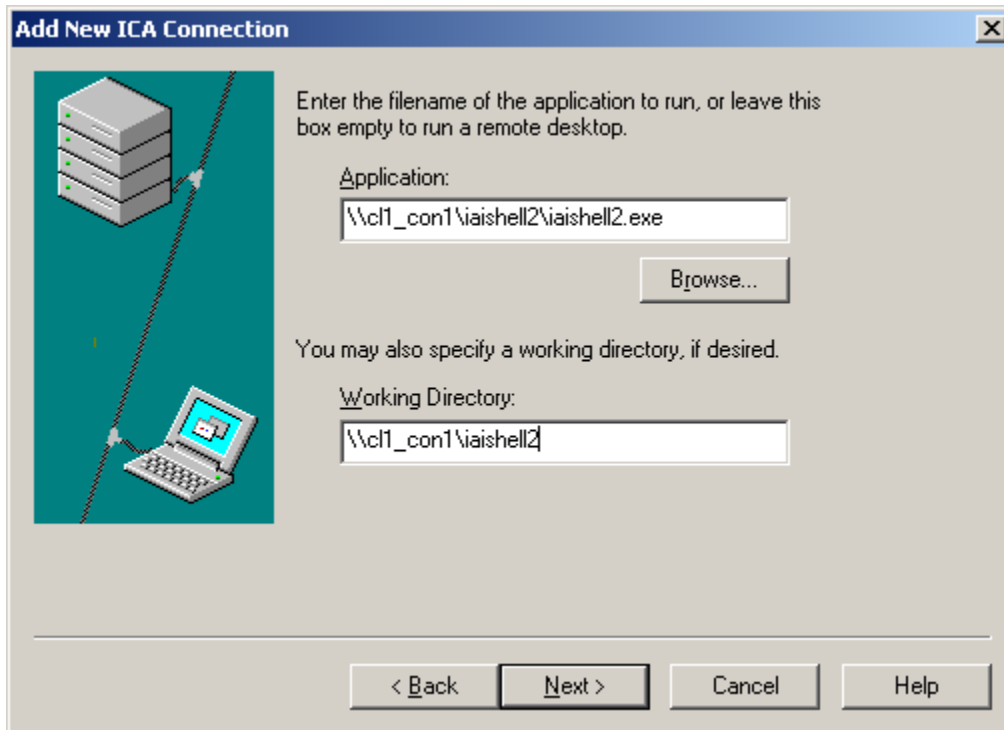 Add New ICA Connection
Enter the filename of the application to run, or leave this
box empty to run a remote desktop.
Application:
\\cl1_con1\iaishell2\iaishell2.exe
Browse...
You may also specify a working directory, if desired.
Working Directory:
\\cl1_con1\iaishell2
< Back
Next >
Cancel
Help